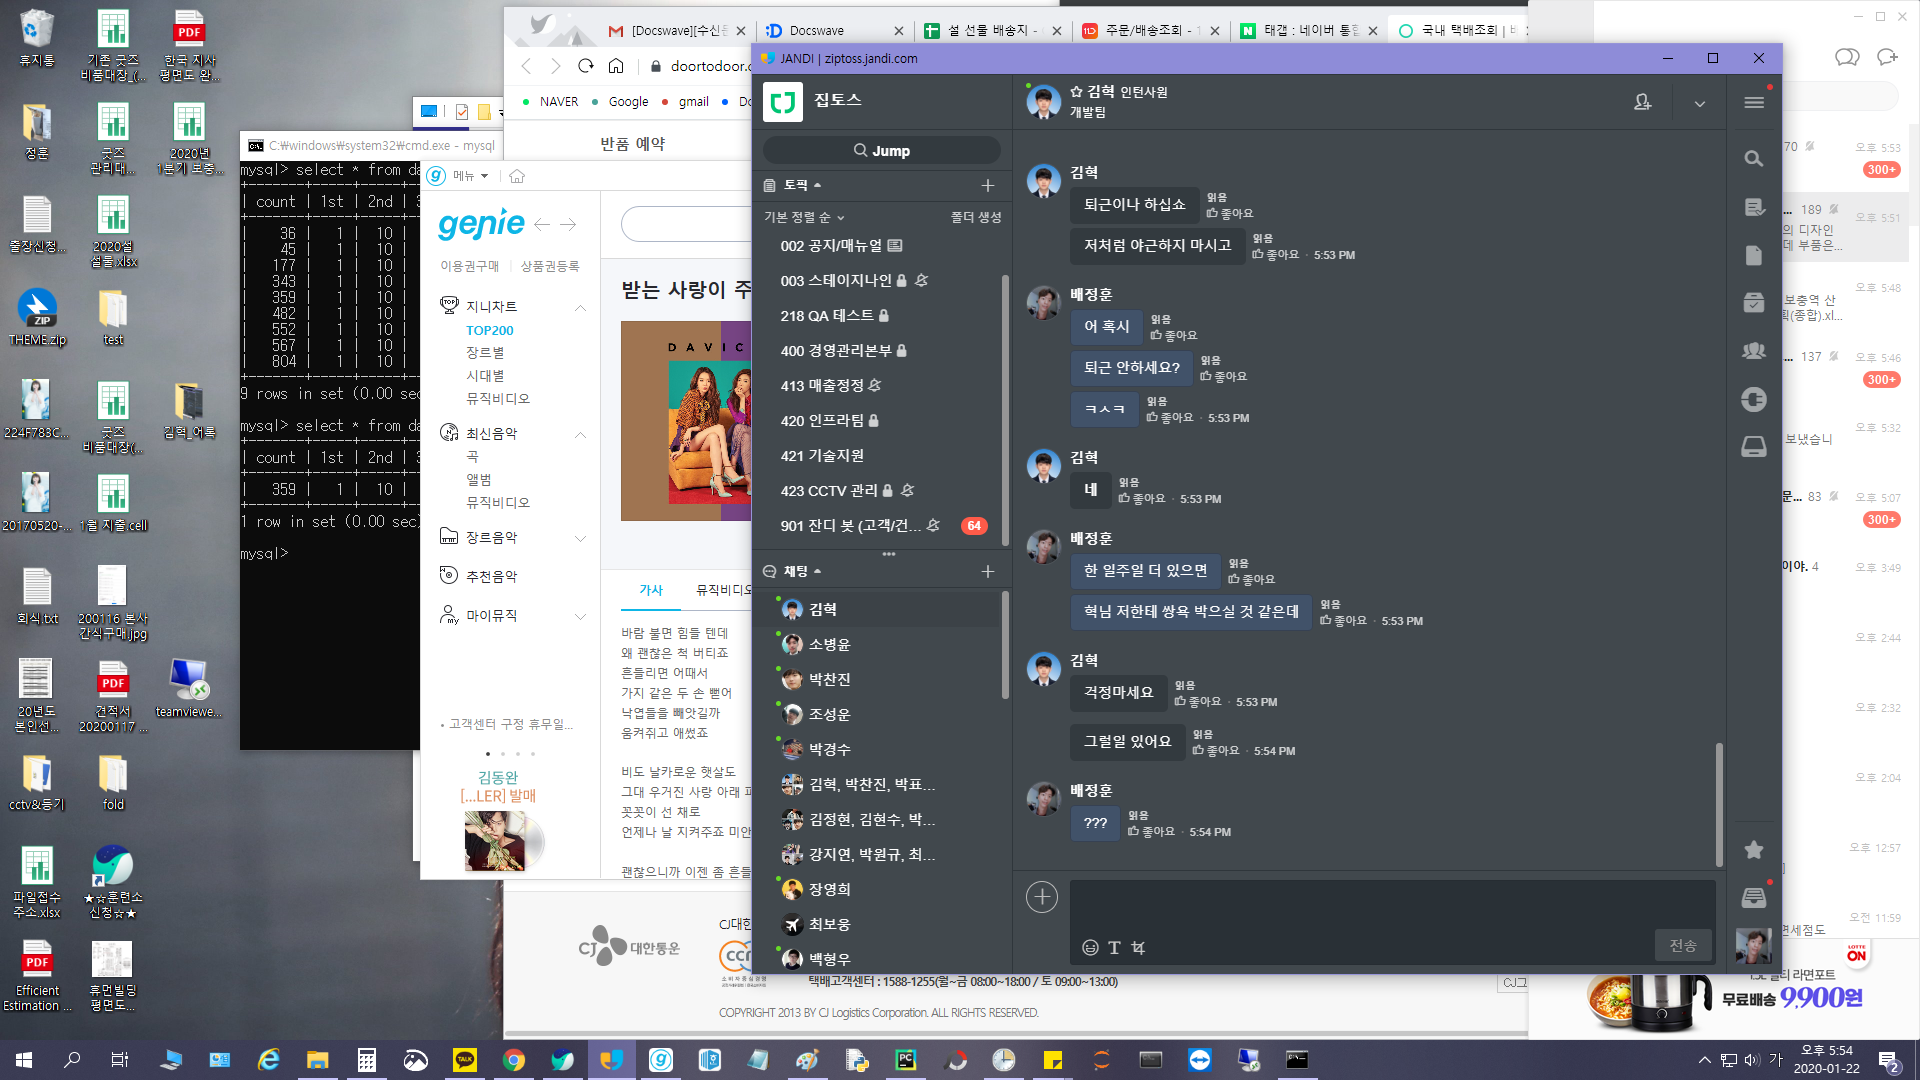 휴지통
기존 굿즈
비품대장_(...
한국 지사
평면도 완...
정훈
굿즈
관리대...
2020년
1분기 보충...
출장신청...
2020설
설물.xlsx
THEME.zip
test
224F783C...
굿즈
비품대장(...
김혁_어록
20170520-...
1월 지출.cell
회식.txt
200116 본사
간식구매.jpg
20년도
본인선...
견적서
20200117 ...
teamviewe...
cctv&등기
fold
파일접수
주소.xlsx
★☆훈련소
신청☆★
Efficient
Estimation ...
휴먼빌딩
평면도...
C:₩windows₩system32₩cmd.exe - mysql
mysql> select * from da
| count | 1st | 2nd | 3
| 36 | 1 | 10 |
| 45 | 1 | 10 |
| 177 | 1 | 10 |
| 343 | 1 | 10 |
| 359 | 1 | 10 |
| 482 | 1 | 10 |
| 552 | 1 | 10 |
| 567 | 1 | 10 |
| 804 | 1 | 10 |
9 rows in set (0.00 sec
mysql> select * from da
| count | 1st | 2nd | 3
| 359 | 1 | 10 |
1 row in set (0.00 sec)
mysql>
[Docswave][수신된
Docswave
설 선물 배송지 -
주문/배송조회 - 1
태갭 : 네이버 통합
국내 택배조회 |
doortodoor.c
NAVER
Google
gmail
반품 예약
메뉴
genie
이용권구매 | 상품권등록
지니차트
TOP200
장르별
시대별
뮤직비디오
최신음악
곡
앨범
뮤직비디오
장르음악
추천음악
마이뮤직
• 고객센터 구정 휴무일...
김동완
[...LER] 발매
받는 사랑이 주
DAVIC
가사
뮤직비디오
바람 불면 힘들 텐데
왜 괜찮은 척 버티죠
흔들리면 어때서
가지 같은 두 손 뻗어
낙엽들을 빼앗길까
움켜쥐고 애썼죠
비도 날카로운 햇살도
그대 우거진 사랑 아래
꼿꼿이 선 채로
언제나 날 지켜주죠 미안
괜찮으니까 이젠 좀 흔들
CJ대한통운
CJ대한
택배고객센터 : 1588-1255(월~금 08:00~18:00 / 토 09:00~13:00)
COPYRIGHT 2013 BY CJ Logistics Corporation. ALL RIGHTS RESERVED.
CJ그
JANDI | ziptoss.jandi.com
집토스
Jump
토픽
기본 정렬 순
폴더 생성
002 공지/매뉴얼
003 스테이지나인
218 QA 테스트
400 경영관리본부
413 매출정정
420 인프라팀
421 기술지원
423 CCTV 관리
901 잔디 봇 (고객/건...
64
채팅
김혁
소병윤
박찬진
조성운
박경수
김혁, 박찬진, 박표...
김정현, 김현수, 박...
강지연, 박원규, 최...
장영희
최보웅
백형우
☆ 김혁 인턴사원
개발팀
김혁
퇴근이나 하십쇼
읽음
좋아요
저처럼 야근하지 마시고
읽음
좋아요 · 5:53 PM
배정훈
어 혹시
읽음
좋아요
퇴근 안하세요?
읽음
좋아요
ㅋㅅㅋ
읽음
좋아요 · 5:53 PM
김혁
네
읽음
좋아요 · 5:53 PM
배정훈
한 일주일 더 있으면
읽음
좋아요
혁님 저한테 쌍욕 박으실 것 같은데
읽음
좋아요 · 5:53 PM
김혁
걱정마세요
읽음
좋아요 · 5:53 PM
그럴일 있어요
읽음
좋아요 · 5:54 PM
배정훈
???
읽음
좋아요 · 5:54 PM
전송
70
오후 5:53
300+
... 189
오후 5:51
의 디자인
데 부품은...
오후 5:48
보충역 산
획(종합).xl...
... 137
오후 5:46
300+
오후 5:32
보냈습니
문... 83
오후 5:07
300+
이야. 4
오후 3:49
오후 2:44
오후 2:32
오후 2:04
오후 12:57
오전 11:59
면세점도
LOTTE
ON
멀티 라면포트
무료배송 9,900원
오후 5:54
2020-01-22
가
2